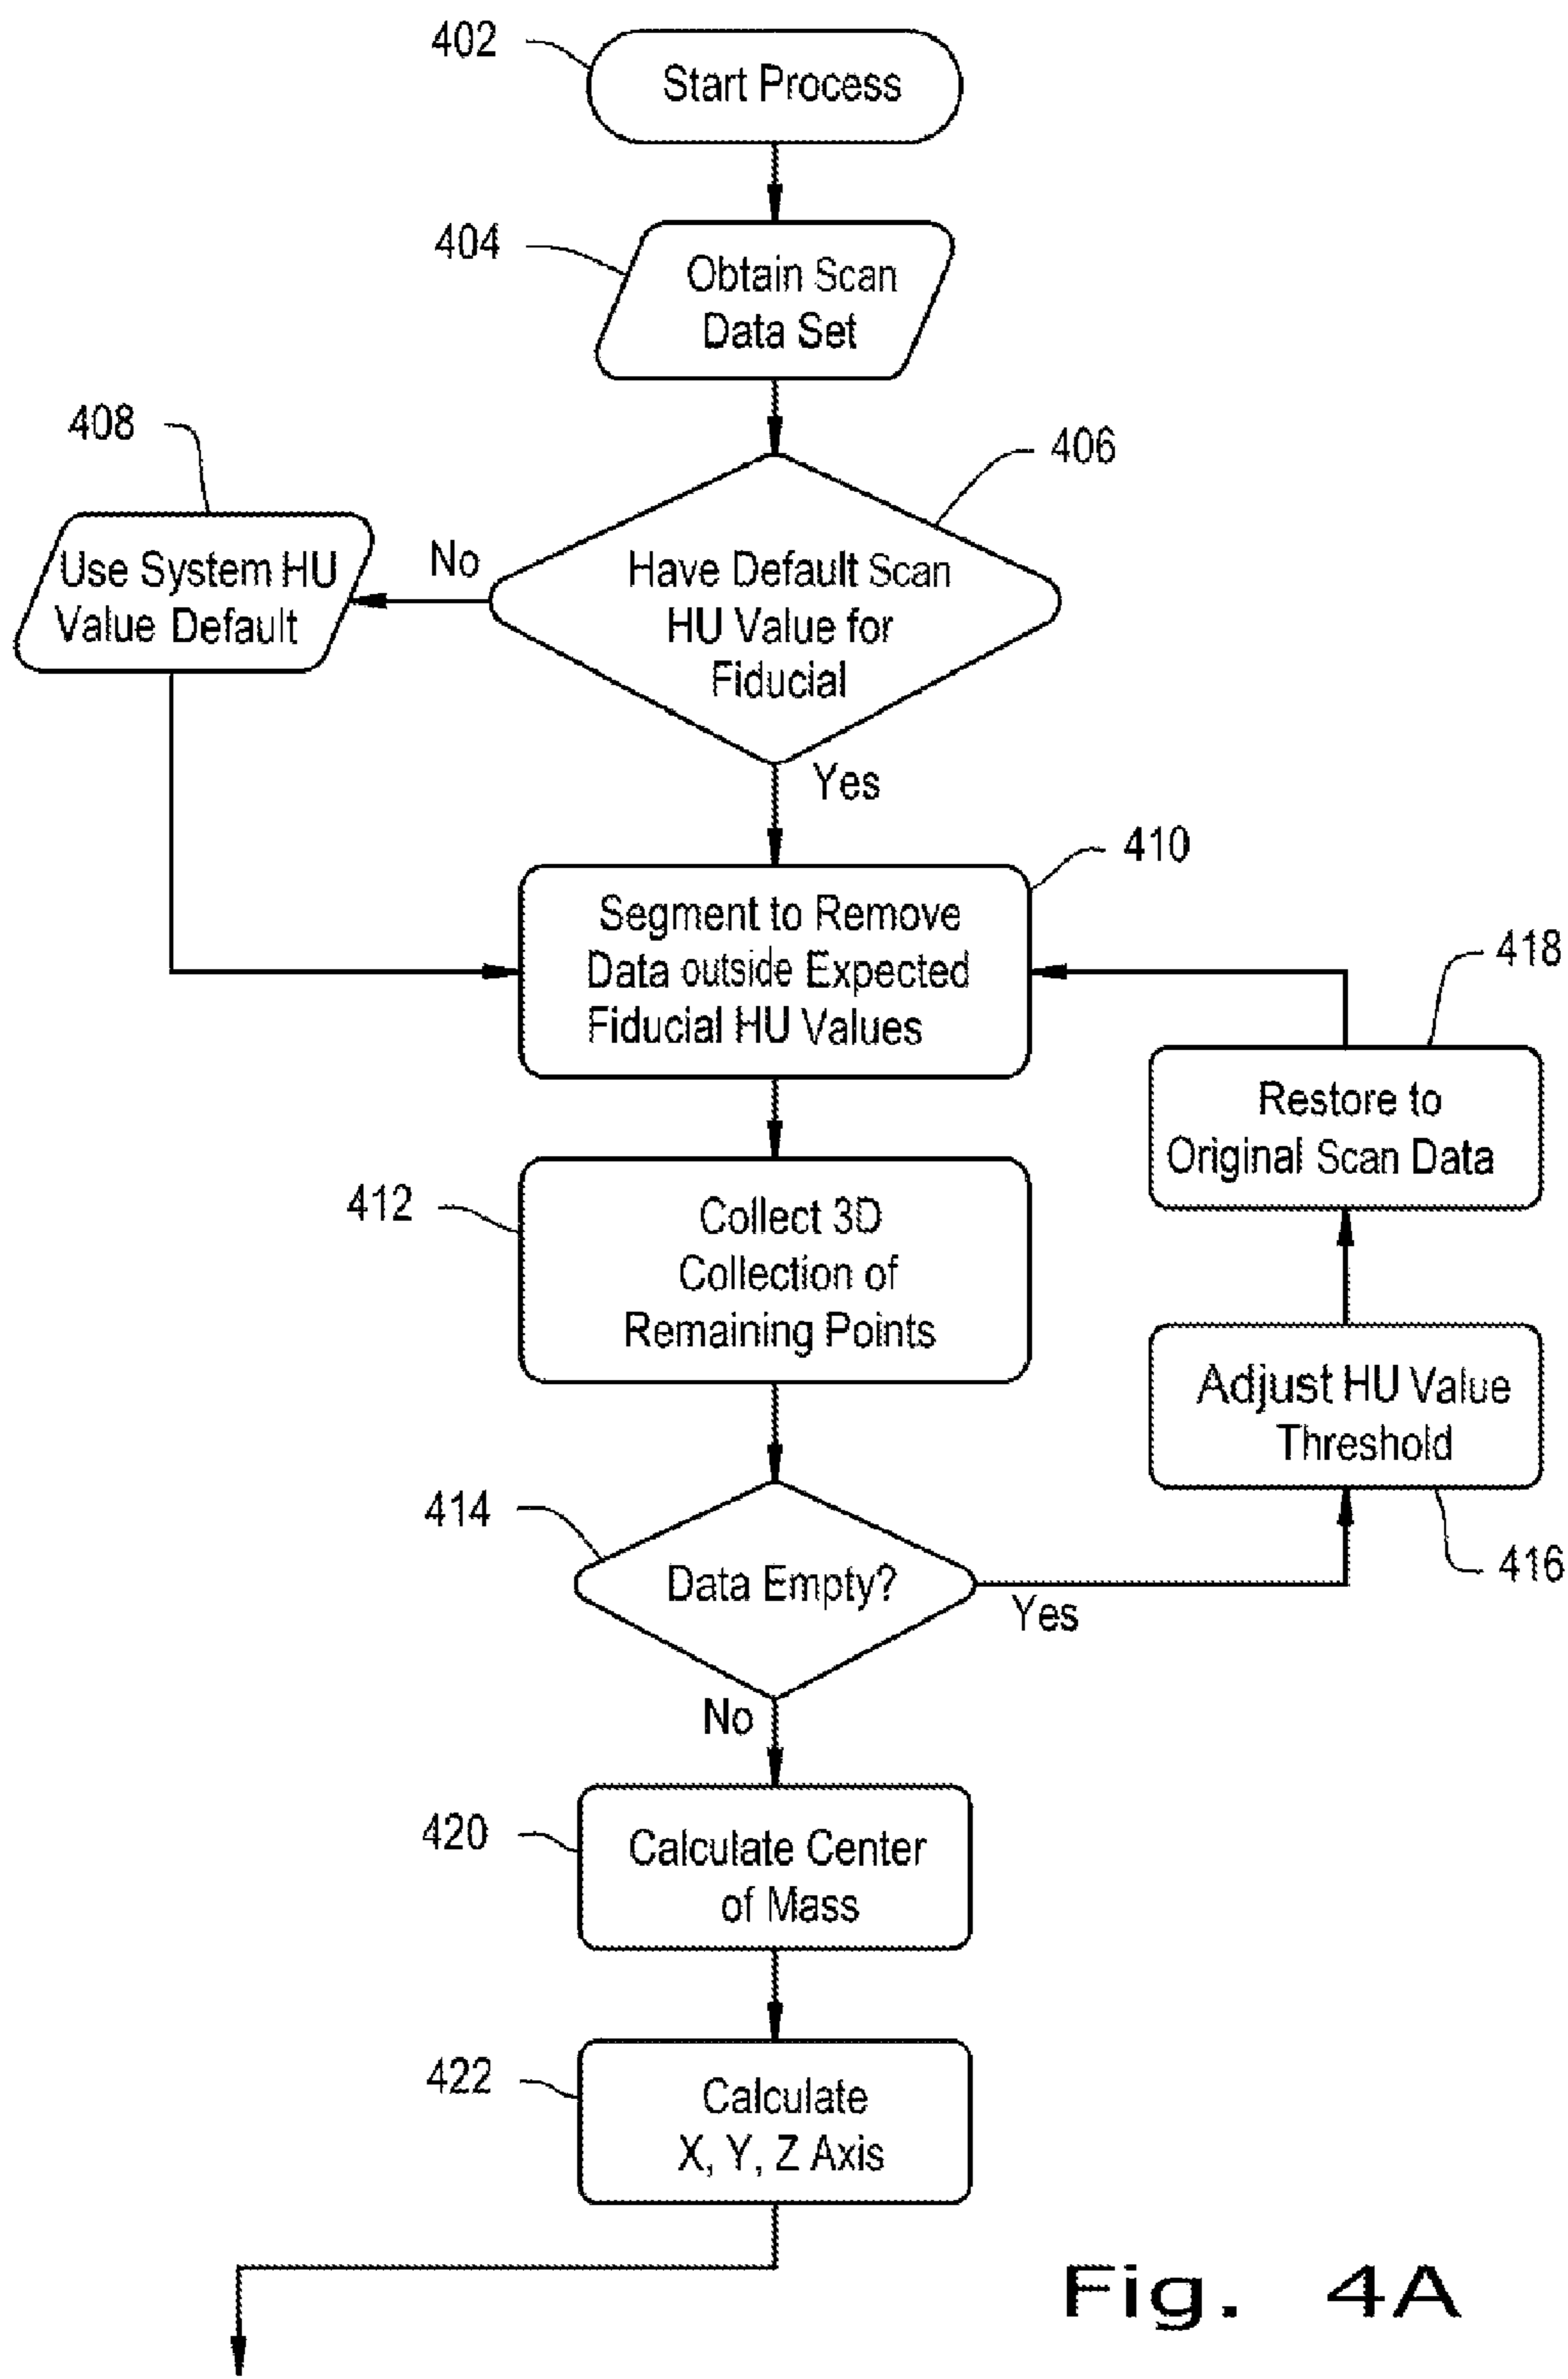 402
Start Process
404
Obtain Scan
Data Set
408
406
Use System HU
Value Default
No
Have Default Scan
HU Value for
Fiducial
Yes
410
Segment to Remove
Data outside Expected
Fiducial HU Values
418
Restore to
Original Scan Data
412
Collect 3D
Collection of
Remaining Points
Adjust HU Value
Threshold
414
Data Empty?
Yes
416
No
420
Calculate Center
of Mass
422
Calculate
X, Y, Z Axis
Fig. 4A